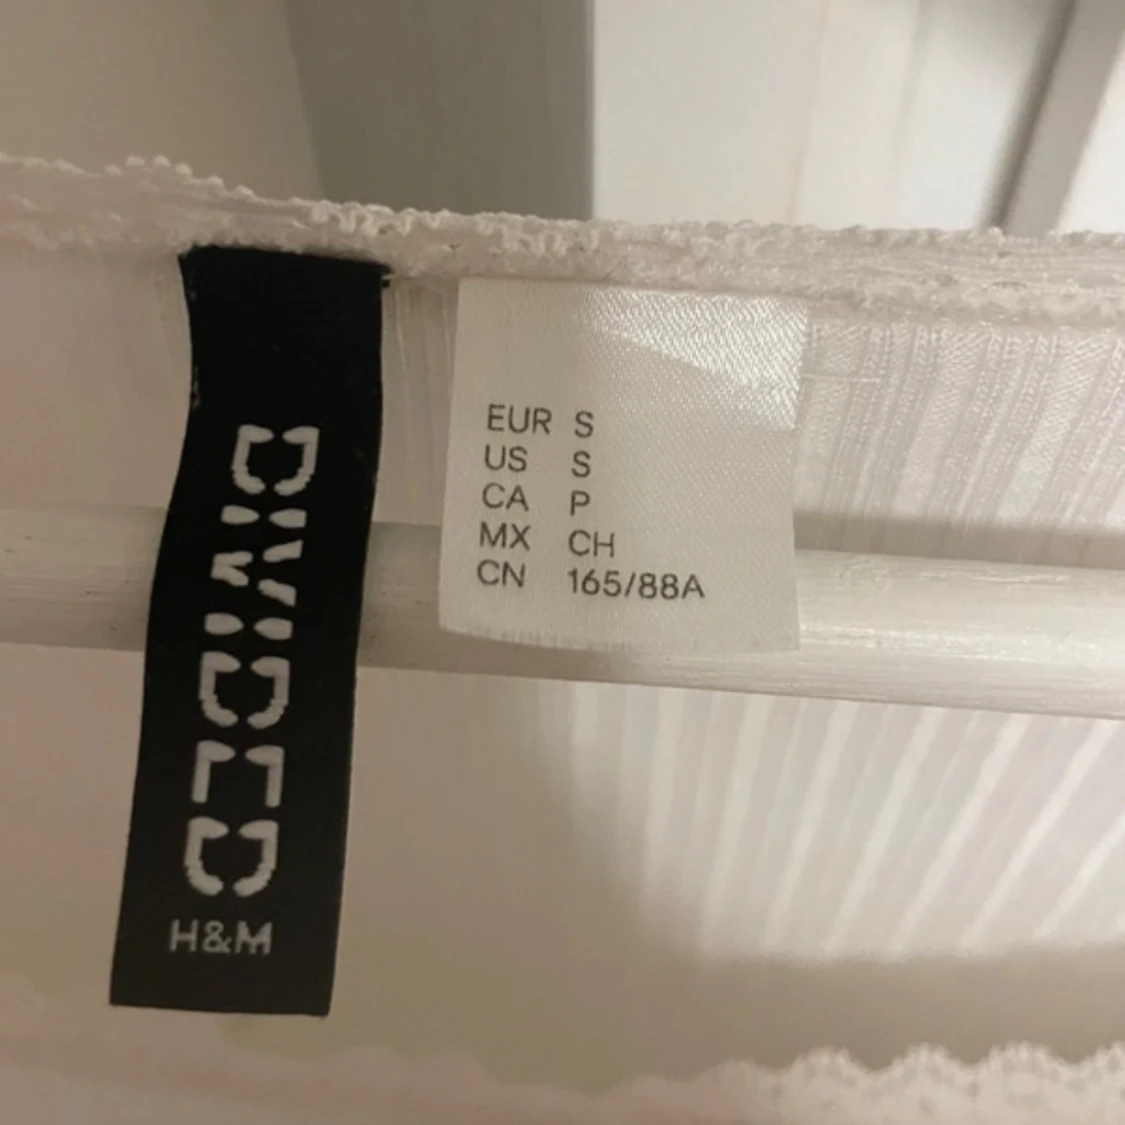 DIVIDED
H&M
EUR S
US S
CA P
MX CH
CN 165/88A